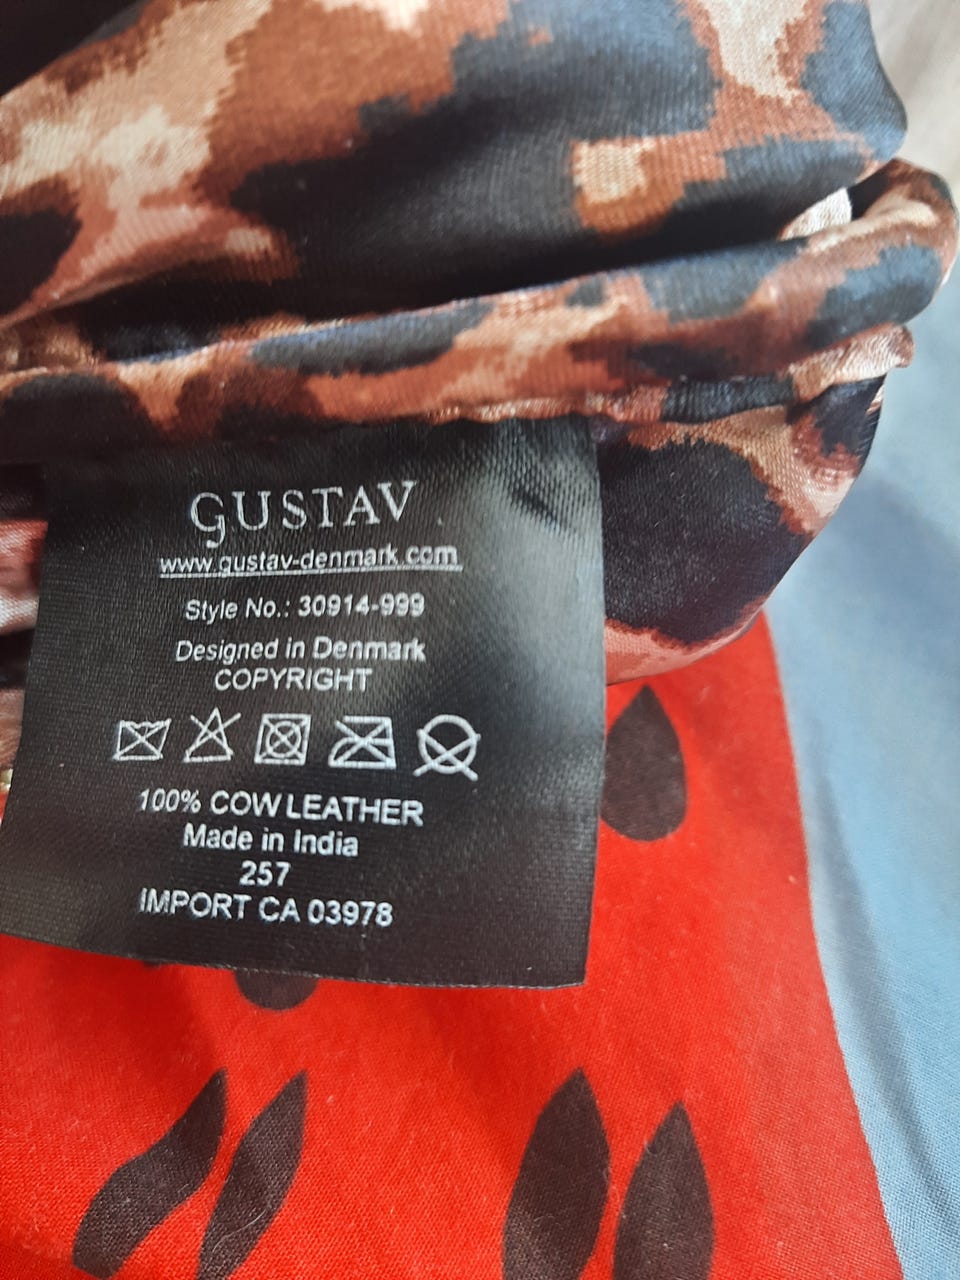 GUSTAV
www.gustav-denmark.com
Style No.: 30914-999
Designed in Denmark
COPYRIGHT
100% COW LEATHER
Made in India
257
IMPORT CA 03978